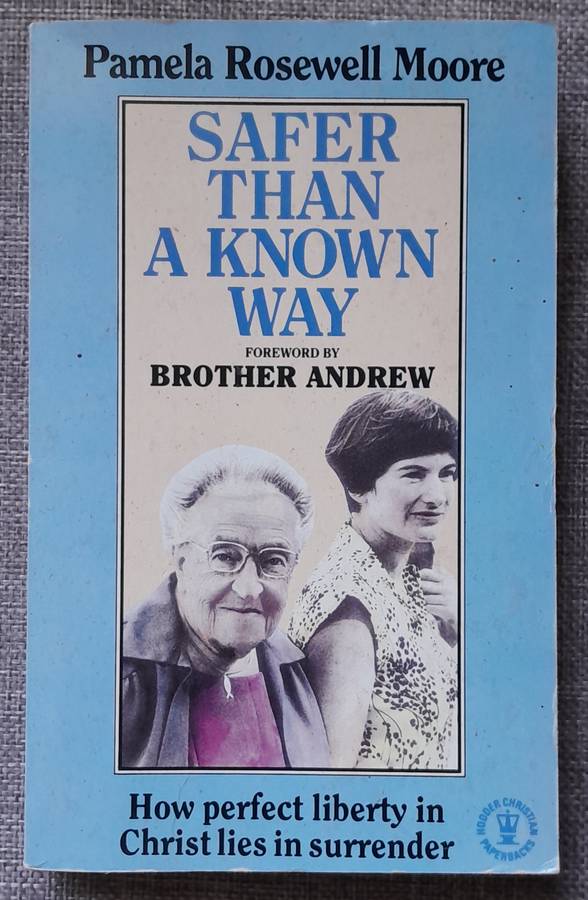 Pamela Rosewell Moore
SAFER
THAN
A KNOWN
WAY
FOREWORD BY
BROTHER ANDREW
How perfect liberty in
Christ lies in surrender
HODDER CHRISTIAN
PAPERBACKS